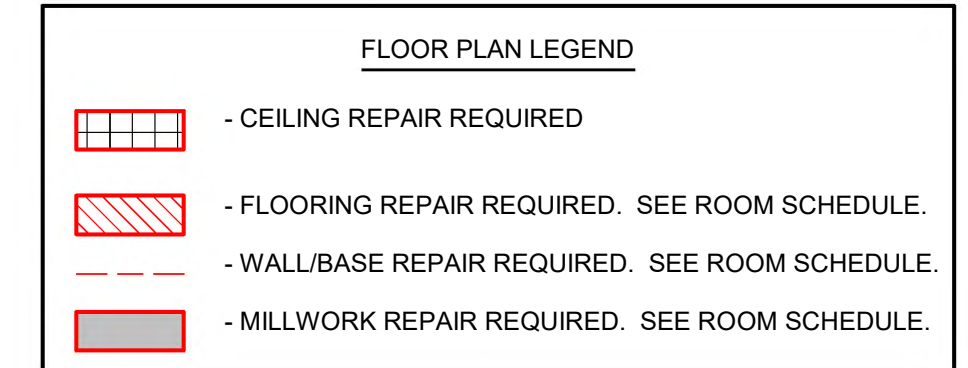 FLOOR PLAN LEGEND
- CEILING REPAIR REQUIRED
- FLOORING REPAIR REQUIRED.  SEE ROOM SCHEDULE.
- WALL/BASE REPAIR REQUIRED.  SEE ROOM SCHEDULE.
- MILLWORK REPAIR REQUIRED.  SEE ROOM SCHEDULE.